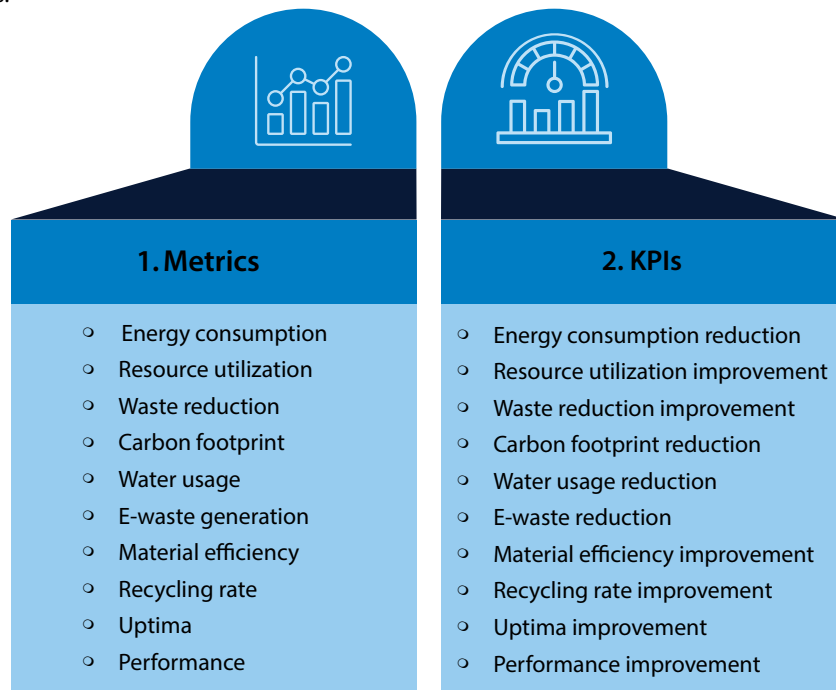 1. Metrics
Energy consumption
Resource utilization
Waste reduction
Carbon footprint
Water usage
E-waste generation
Material efficiency
Recycling rate
Uptima
Performance
2. KPIs
Energy consumption reduction
Resource utilization improvement
Waste reduction improvement
Carbon footprint reduction
Water usage reduction
E-waste reduction
Material efficiency improvement
Recycling rate improvement
Uptima improvement
Performance improvement